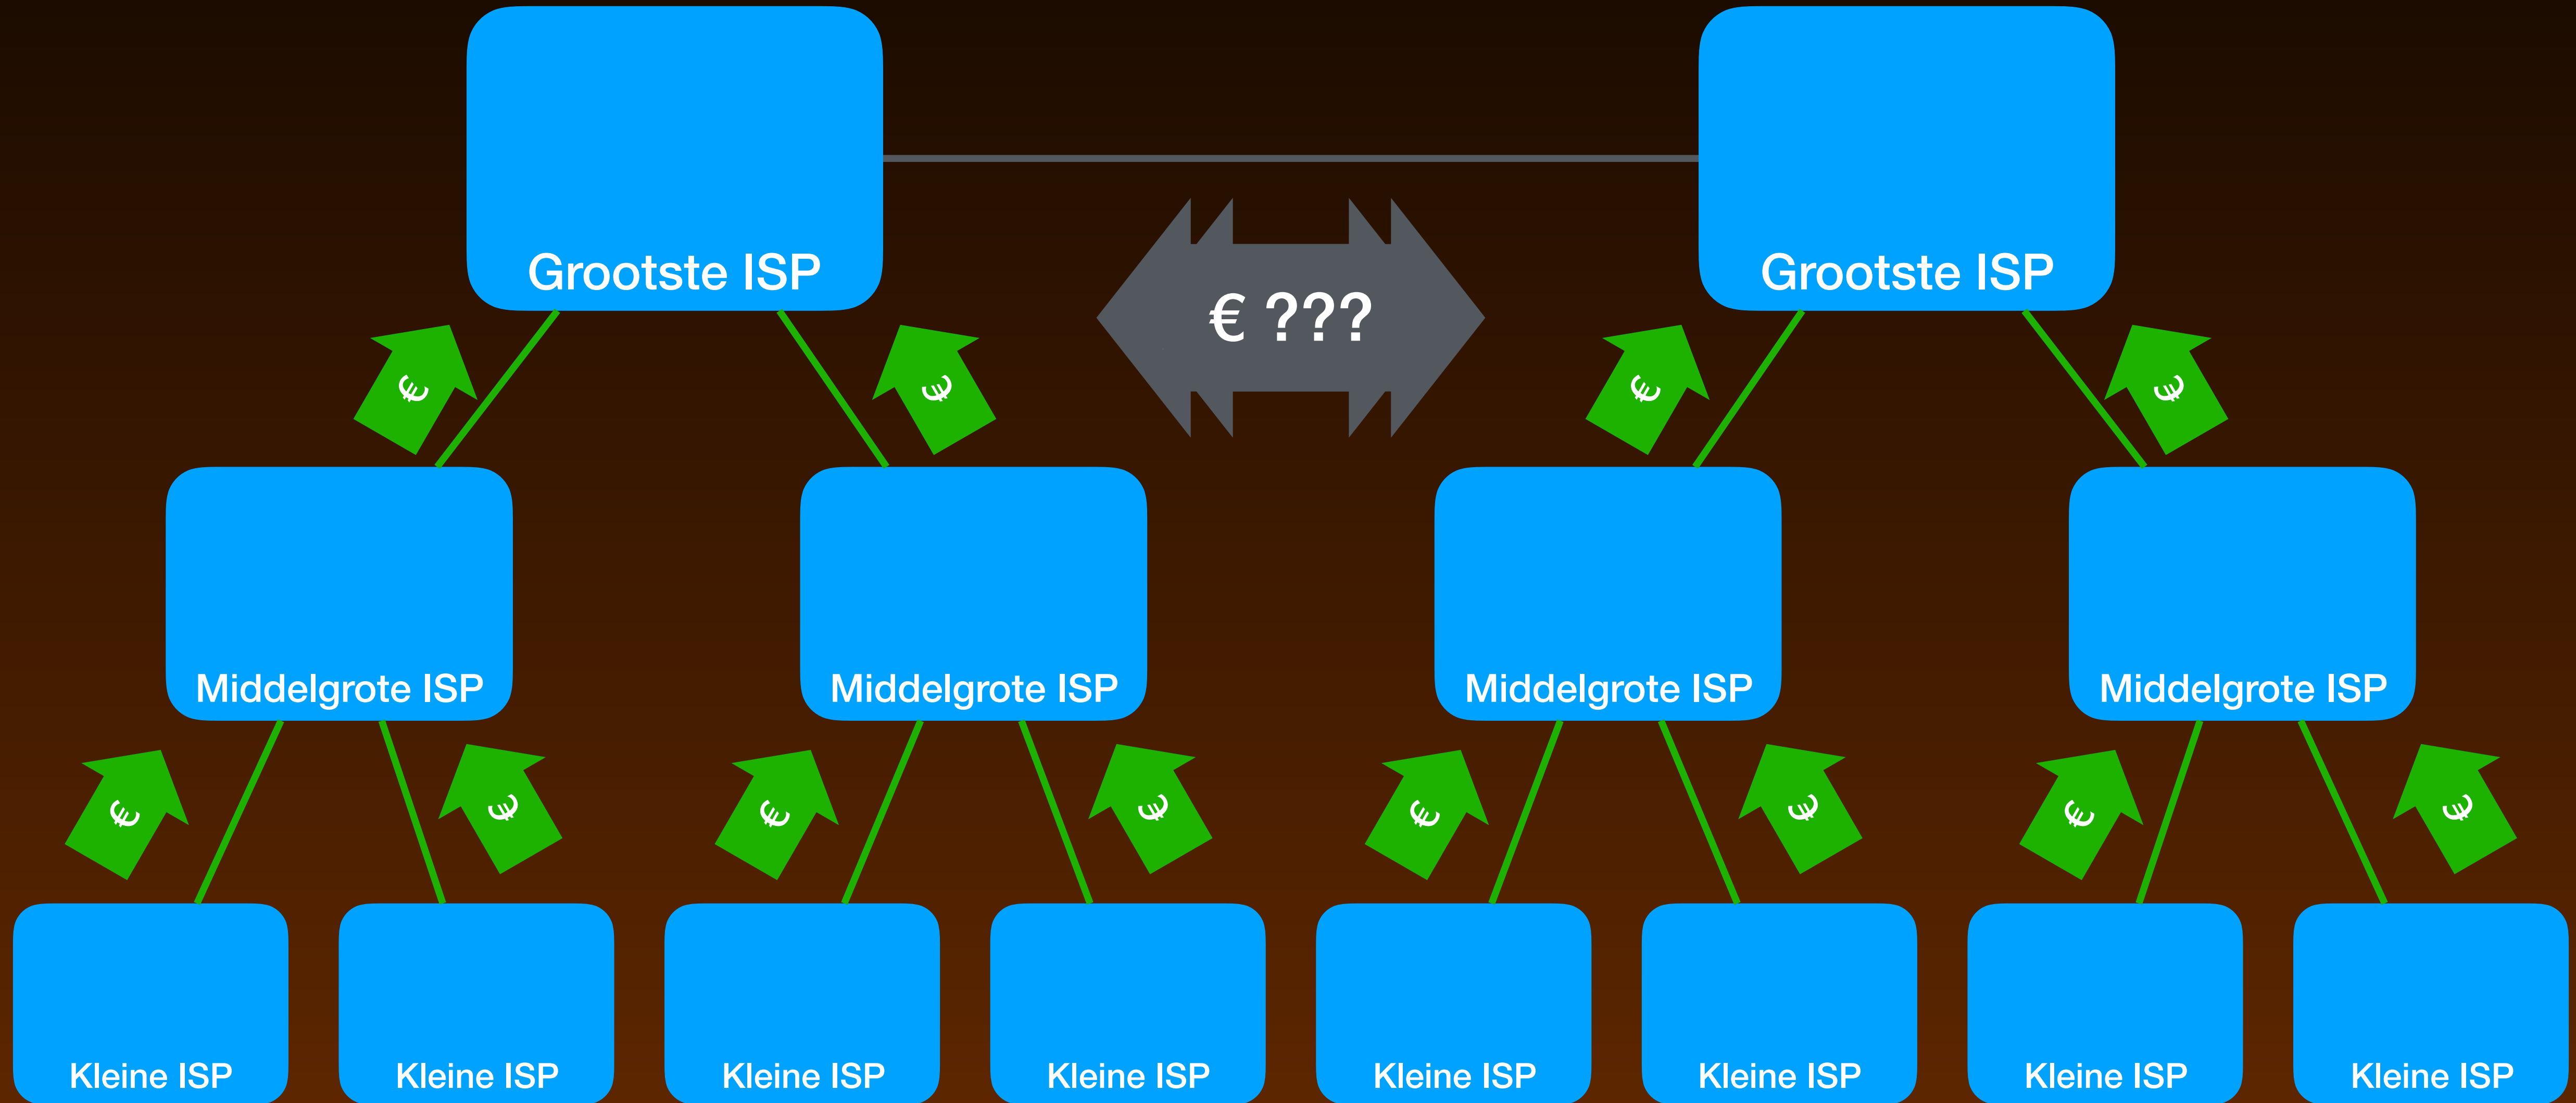 Grootste ISP
Grootste ISP
€ ???
€
€
€
€
Middelgrote ISP
Middelgrote ISP
Middelgrote ISP
Middelgrote ISP
€
€
€
€
€
€
€
€
Kleine ISP
Kleine ISP
Kleine ISP
Kleine ISP
Kleine ISP
Kleine ISP
Kleine ISP
Kleine ISP